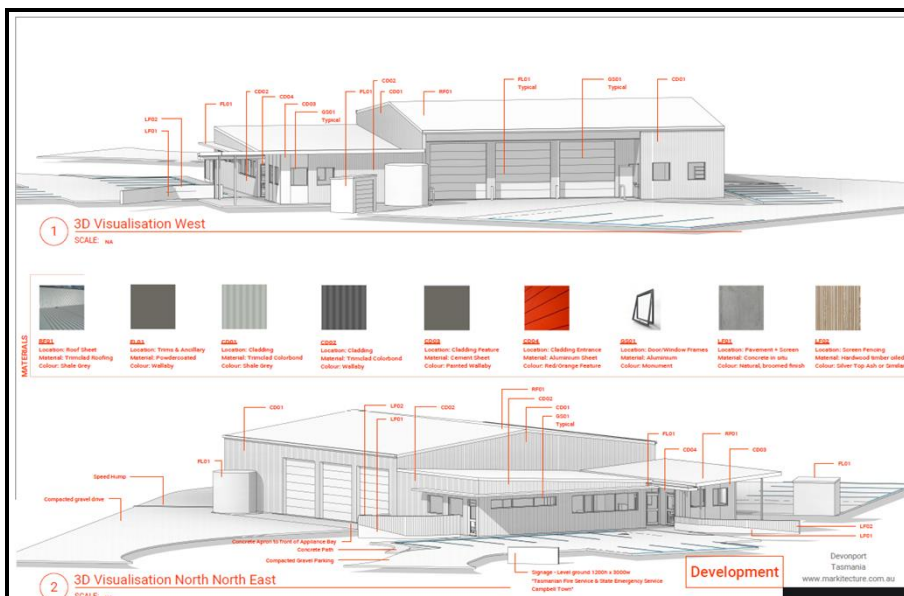 CD02
PL01
CD01
RF01
PL01
Typical
GS01
Typical
CD01
PL01
CD02
CD04
CD03
GS01
Typical
LF02
LF01
1
3D Visualisation West
SCALE: NA
MATERIALS
RF01
Location: Roof Sheet
Material: Trimclad Roofing
Colour: Shale Grey
PL01
Location: Trims & Ancillary
Material: Powdercoated
Colour: Wallaby
CD01
Location: Cladding
Material: Trimclad Colorbond
Colour: Shale Grey
CD02
Location: Cladding
Material: Trimclad Colorbond
Colour: Wallaby
CD03
Location: Cladding Feature
Material: Cement Sheet
Colour: Painted Wallaby
CD04
Location: Cladding Entrance
Material: Aluminium Sheet
Colour: Red/Orange Feature
GS01
Location: Door/Window Frames
Material: Aluminium
Colour: Monument
LF01
Location: Pavement + Screen
Material: Concrete in situ
Colour: Natural, broomed finish
LF02
Location: Screen Fencing
Material: Hardwood timber oiled
Colour: Silver Top Ash or Similar
RF01
CD02
CD01
GS01
Typical
CD01
LF02
LF01
CD02
PL01
CD04
RF01
CD03
PL01
PL01
Speed Hump
Compacted gravel drive
Concrete Apron to front of Appliance Bay
Concrete Path
Compacted Gravel Parking
LF02
LF01
Signage - Level ground 1200h x 3000w
"Tasmanian Fire Service & State Emergency Service
Campbell Town"
2
3D Visualisation North North East
SCALE:
Development
Devonport
Tasmania
www.markitecture.com.au